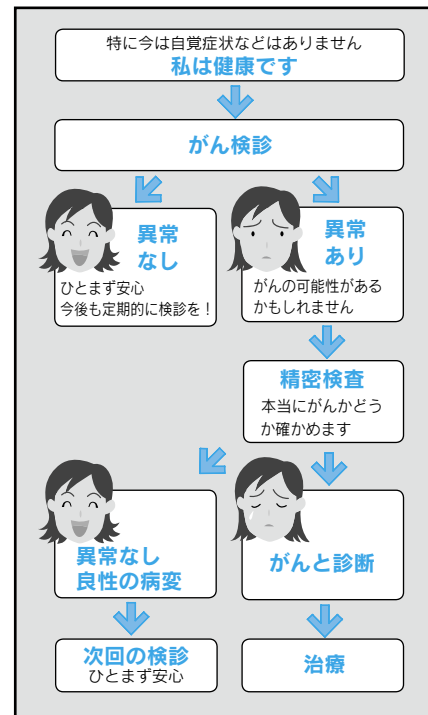 特に今は自覚症状などはありません
私は健康です
がん検診
異常
なし
ひとまず安心
今後も定期的に検診を！
異常
あり
がんの可能性がある
かもしれません
精密検査
本当にがんかどう
か確かめます
異常なし
良性の病変
がんと診断
次回の検診
ひとまず安心
治療